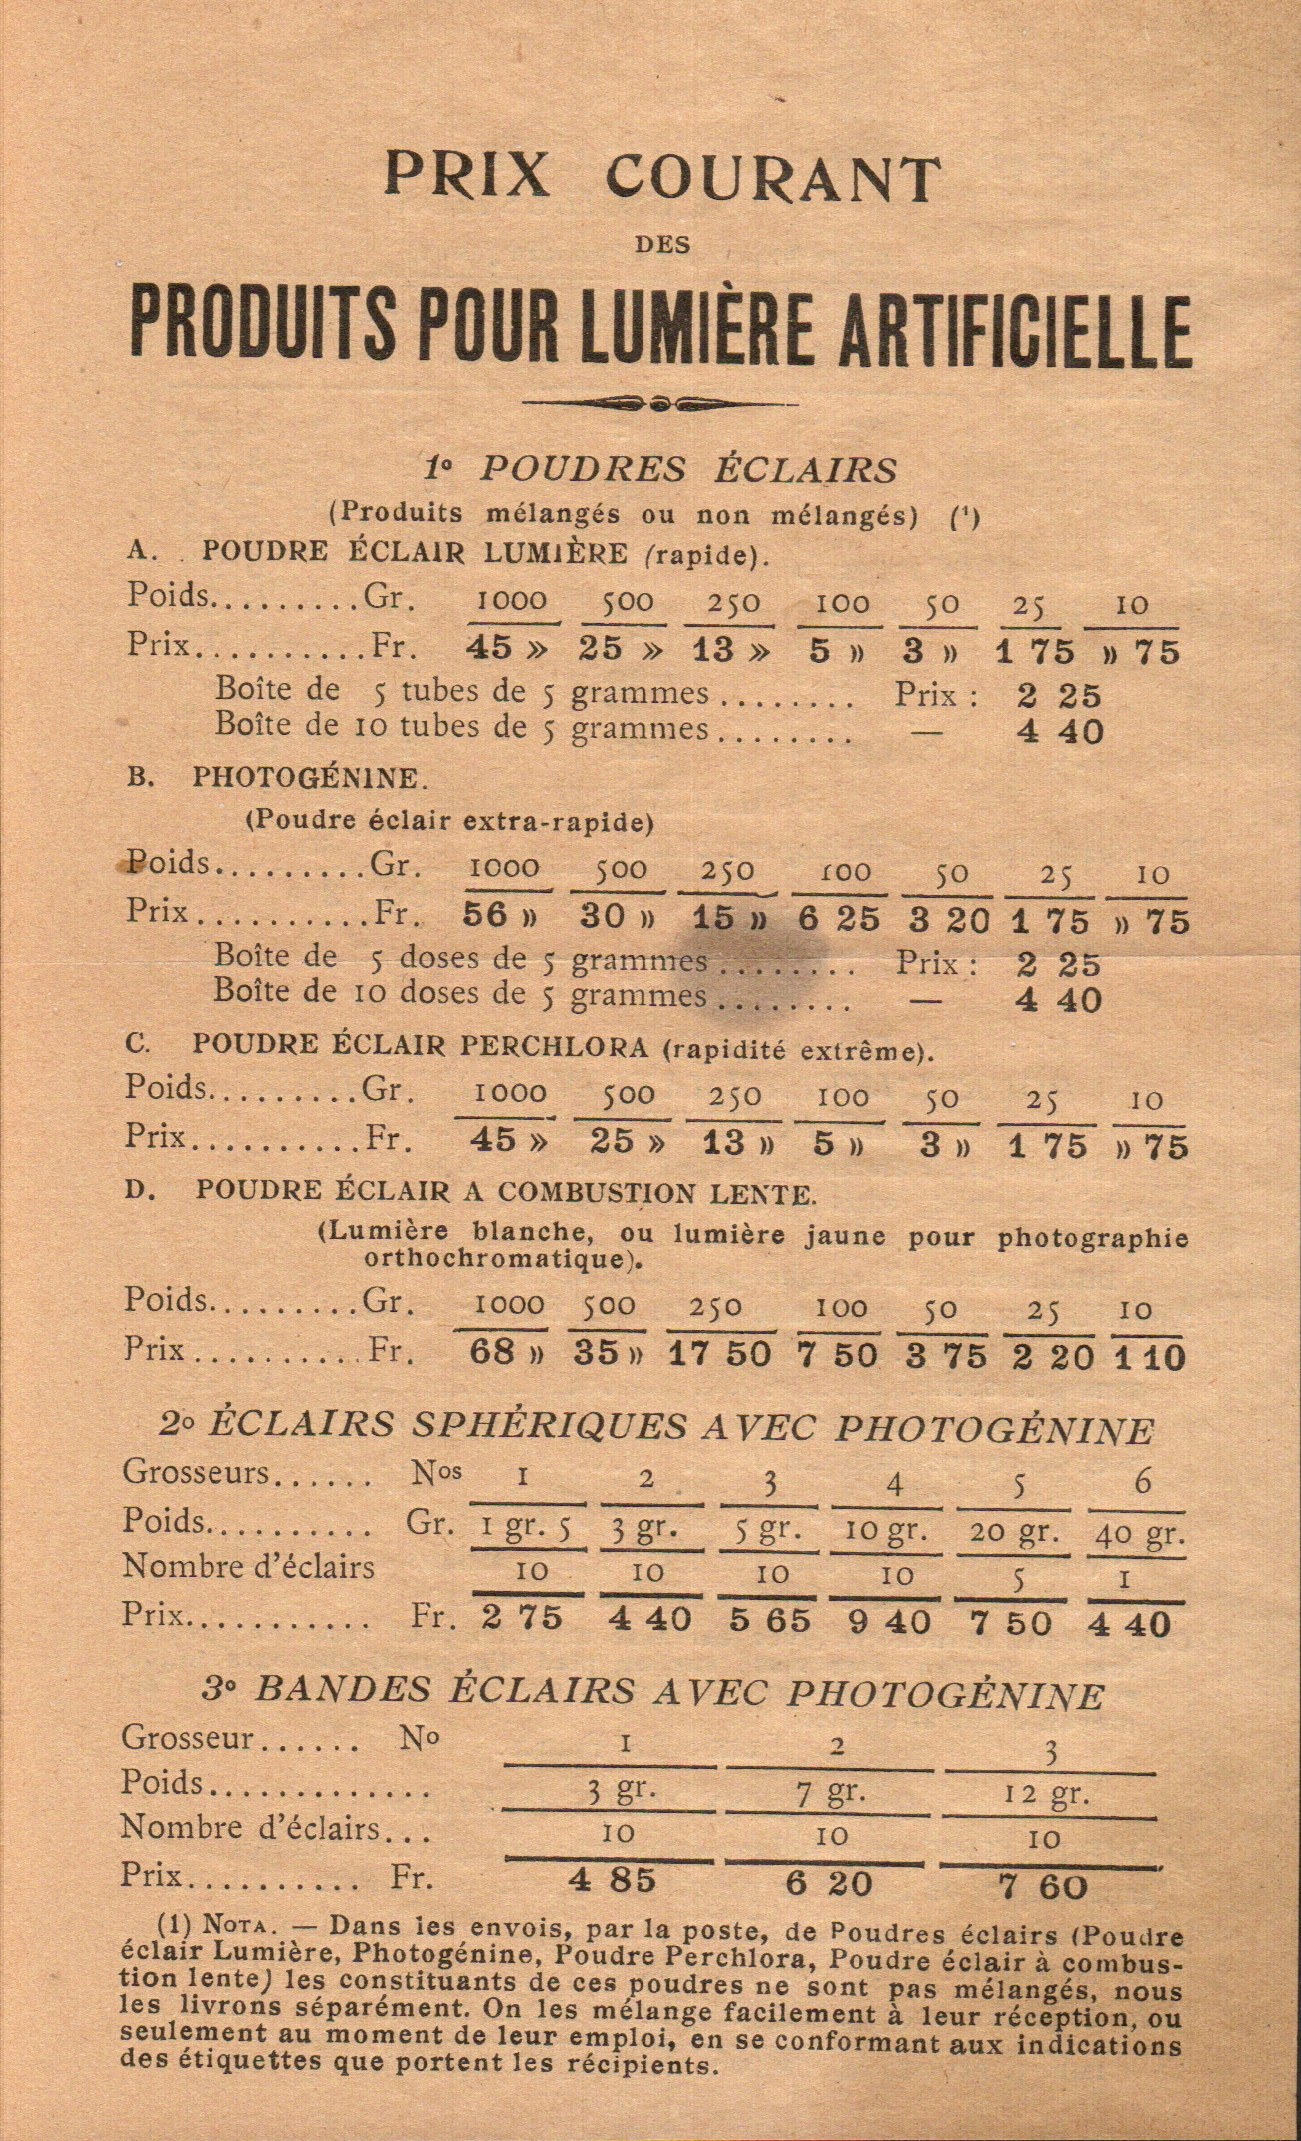 PRIX COURANT
DES
PRODUITS POUR LUMIÈRE ARTIFICIELLE
1º POUDRES ÉCLAIRS
(Produits mélangés ou non mélangés) (¹)
A. POUDRE ÉCLAIR LUMIÈRE (rapide).
Poids.........Gr. 1000 500 250 100 50 25 10
Prix..........Fr. 45 » 25 » 13 » 5 » 3 » 1 75 » 75
Boîte de 5 tubes de 5 grammes........ Prix : 2 25
Boîte de 10 tubes de 5 grammes........ — 4 40
B. PHOTOGÉNINE.
(Poudre éclair extra-rapide)
Poids.........Gr. 1000 500 250 100 50 25 10
Prix..........Fr. 56 » 30 » 15 » 6 25 3 20 1 75 » 75
Boîte de 5 doses de 5 grammes........ Prix : 2 25
Boîte de 10 doses de 5 grammes........ — 4 40
C. POUDRE ÉCLAIR PERCHLORA (rapidité extrême).
Poids.........Gr. 1000 500 250 100 50 25 10
Prix..........Fr. 45 » 25 » 13 » 5 » 3 » 1 75 » 75
D. POUDRE ÉCLAIR A COMBUSTION LENTE.
(Lumière blanche, ou lumière jaune pour photographie
orthochromatique).
Poids.........Gr. 1000 500 250 100 50 25 10
Prix..........Fr. 68 » 35 » 17 50 7 50 3 75 2 20 1 10
2º ÉCLAIRS SPHÉRIQUES AVEC PHOTOGÉNINE
Grosseurs...... Nos 1 2 3 4 5 6
Poids.......... Gr. 1 gr. 5 3 gr. 5 gr. 10 gr. 20 gr. 40 gr.
Nombre d'éclairs 10 10 10 10 5 1
Prix........... Fr. 2 75 4 40 5 65 9 40 7 50 4 40
3º BANDES ÉCLAIRS AVEC PHOTOGÉNINE
Grosseur...... Nº 1 2 3
Poids............. 3 gr. 7 gr. 12 gr.
Nombre d'éclairs... 10 10 10
Prix.......... Fr. 4 85 6 20 7 60
(1) NOTA. — Dans les envois, par la poste, de Poudres éclairs (Poudre
éclair Lumière, Photogénine, Poudre Perchlora, Poudre éclair à combus-
tion lente) les constituants de ces poudres ne sont pas mélangés, nous
les livrons séparément. On les mélange facilement à leur réception, ou
seulement au moment de leur emploi, en se conformant aux indications
des étiquettes que portent les récipients.